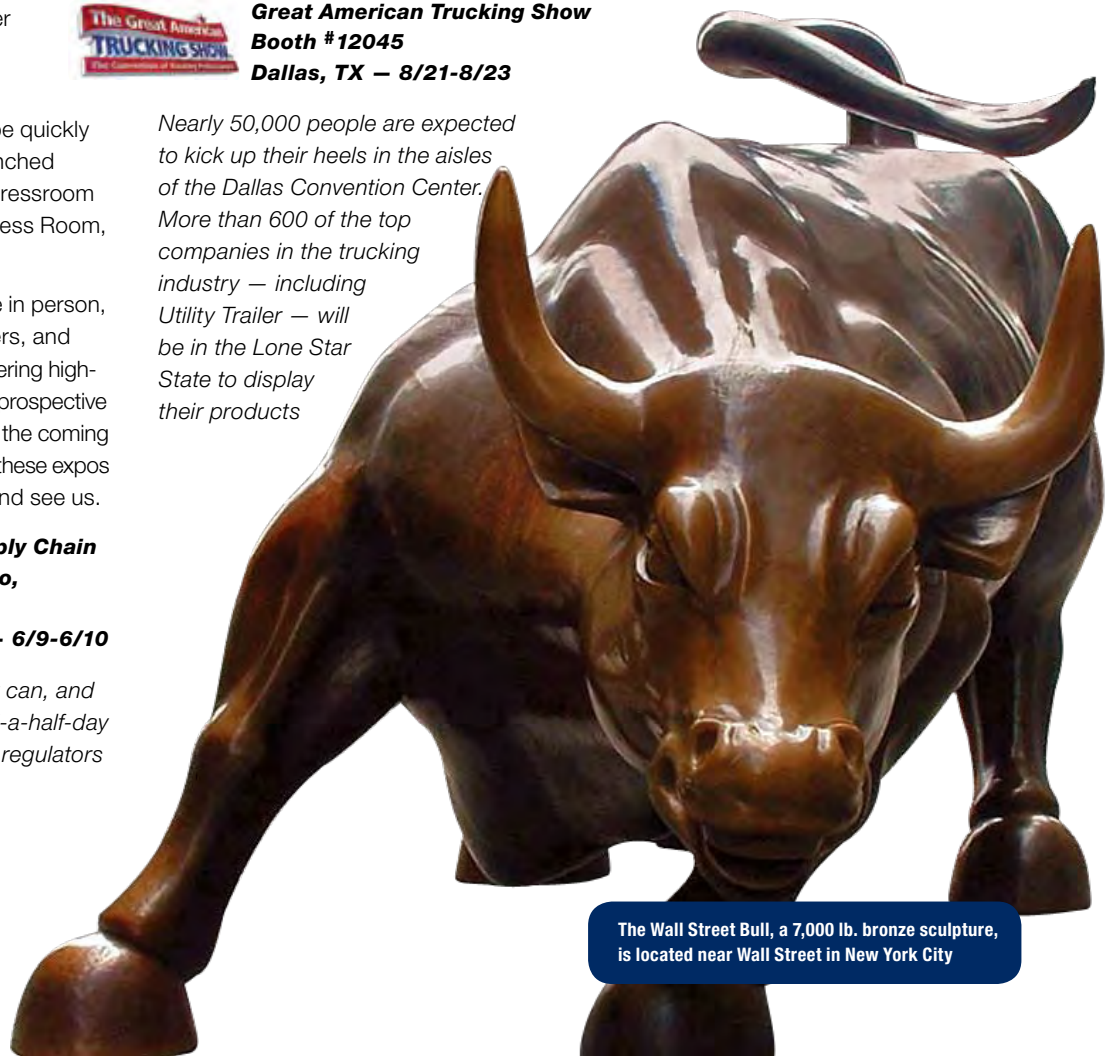 er
be quickly
nched
ressroom
ess Room,
e in person,
ers, and
ering high-
prospective
the coming
these expos
nd see us.
ply Chain
o,
- 6/9-6/10
can, and
-a-half-day
regulators
The Great American
TRUCKING SHOW
Great American Trucking Show
Booth #12045
Dallas, TX — 8/21-8/23
Nearly 50,000 people are expected
to kick up their heels in the aisles
of the Dallas Convention Center.
More than 600 of the top
companies in the trucking
industry — including
Utility Trailer — will
be in the Lone Star
State to display
their products
The Wall Street Bull, a 7,000 lb. bronze sculpture,
is located near Wall Street in New York City